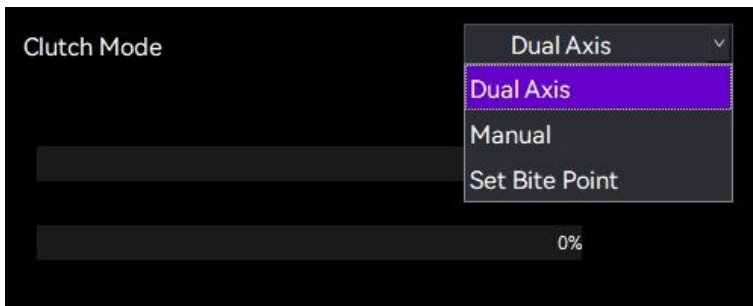 Clutch Mode
Dual Axis
Dual Axis
Manual
Set Bite Point
0%